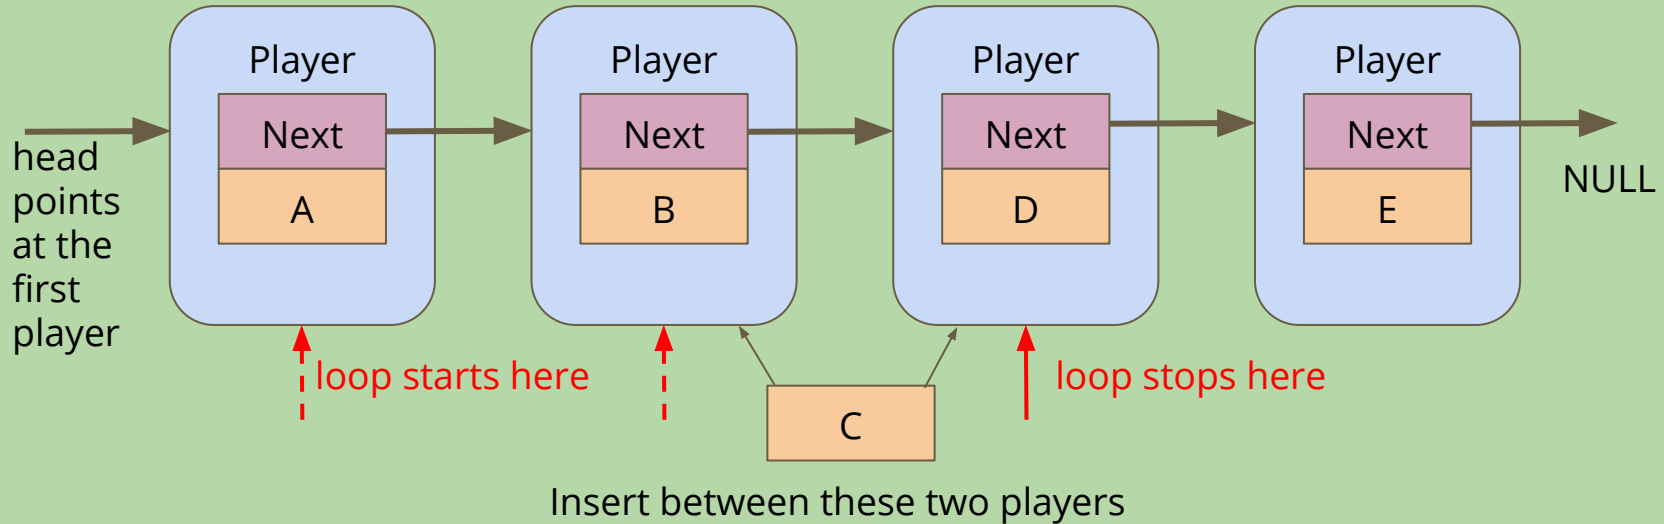 Player
Player
Player
Player
Next
Next
Next
Next
head
points
at the
first
player
A
B
D
E
NULL
loop starts here
loop stops here
C
Insert between these two players